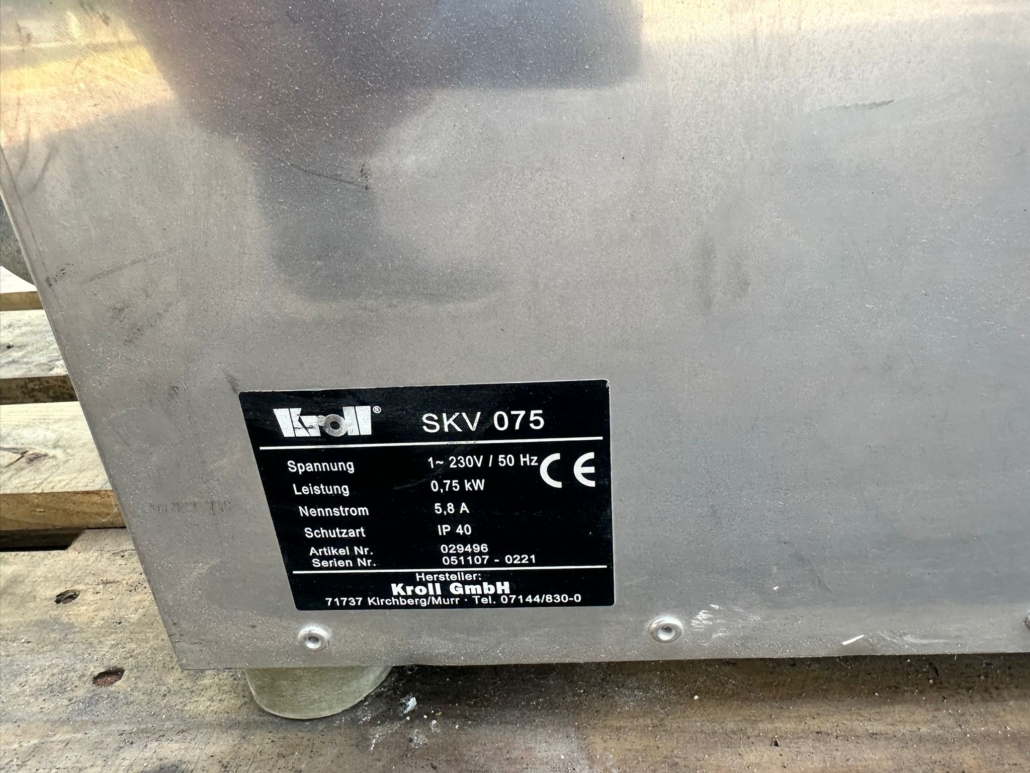 Kroll® SKV 075
Spannung 1~ 230V / 50 Hz CE
Leistung 0,75 kW
Nennstrom 5,8 A
Schutzart IP 40
Artikel Nr. 029496
Serien Nr. 051107 - 0221
Hersteller:
Kroll GmbH
71737 Kirchberg/Murr · Tel. 07144/830-0